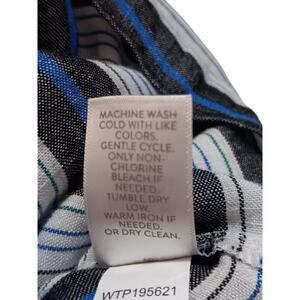 MACHINE WASH
COLD WITH LIKE
COLORS.
GENTLE CYCLE.
ONLY NON-
CHLORINE
BLEACH IF
NEEDED.
TUMBLE DRY
LOW.
WARM IRON IF
NEEDED.
OR DRY CLEAN.
WTP195621